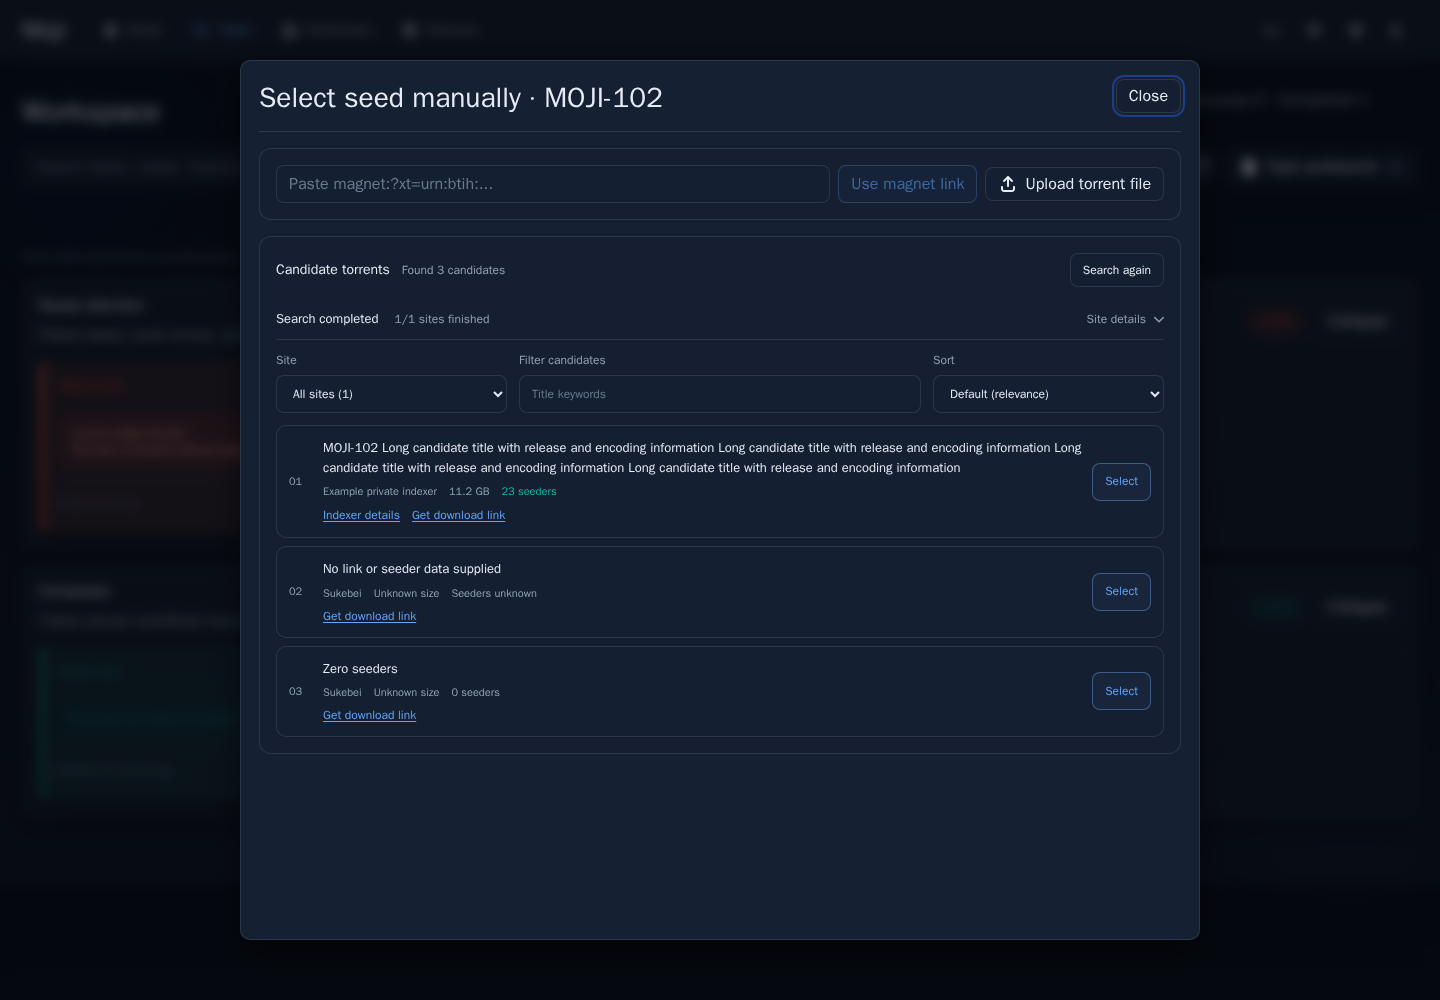 Workspace
Select seed manually · MOJI-102
Close
Paste magnet:?xt=urn:btih:...
Use magnet link
Upload torrent file
Candidate torrents
Found 3 candidates
Search again
Search completed
1/1 sites finished
Site details
Site
Filter candidates
Sort
All sites (1)
Title keywords
Default (relevance)
01
MOJI-102 Long candidate title with release and encoding information Long candidate title with release and encoding information Long
candidate title with release and encoding information Long candidate title with release and encoding information
Example private indexer
11.2 GB
23 seeders
Indexer details
Get download link
Select
02
No link or seeder data supplied
Sukebei
Unknown size
Seeders unknown
Get download link
Select
03
Zero seeders
Sukebei
Unknown size
0 seeders
Get download link
Select